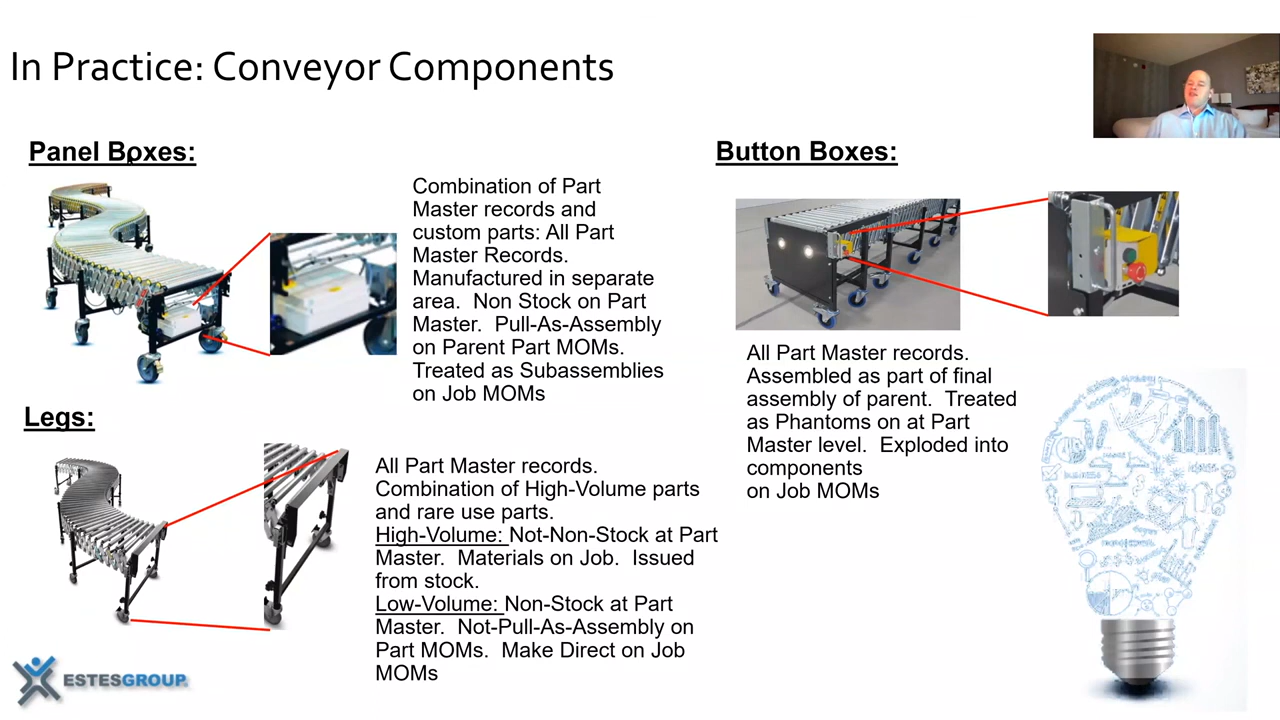 In Practice: Conveyor Components
Panel Boxes:
Combination of Part
Master records and
custom parts: All Part
Master Records.
Manufactured in separate
area. Non Stock on Part
Master. Pull-As-Assembly
on Parent Part MOMs.
Treated as Subassemblies
on Job MOMs
Legs:
All Part Master records.
Combination of High-Volume parts
and rare use parts.
High-Volume: Not-Non-Stock at Part
Master. Materials on Job. Issued
from stock.
Low-Volume: Non-Stock at Part
Master. Not-Pull-As-Assembly on
Part MOMs. Make Direct on Job
MOMs
Button Boxes:
All Part Master records.
Assembled as part of final
assembly of parent. Treated
as Phantoms on at Part
Master level. Exploded into
components
on Job MOMs
ESTESGROUP